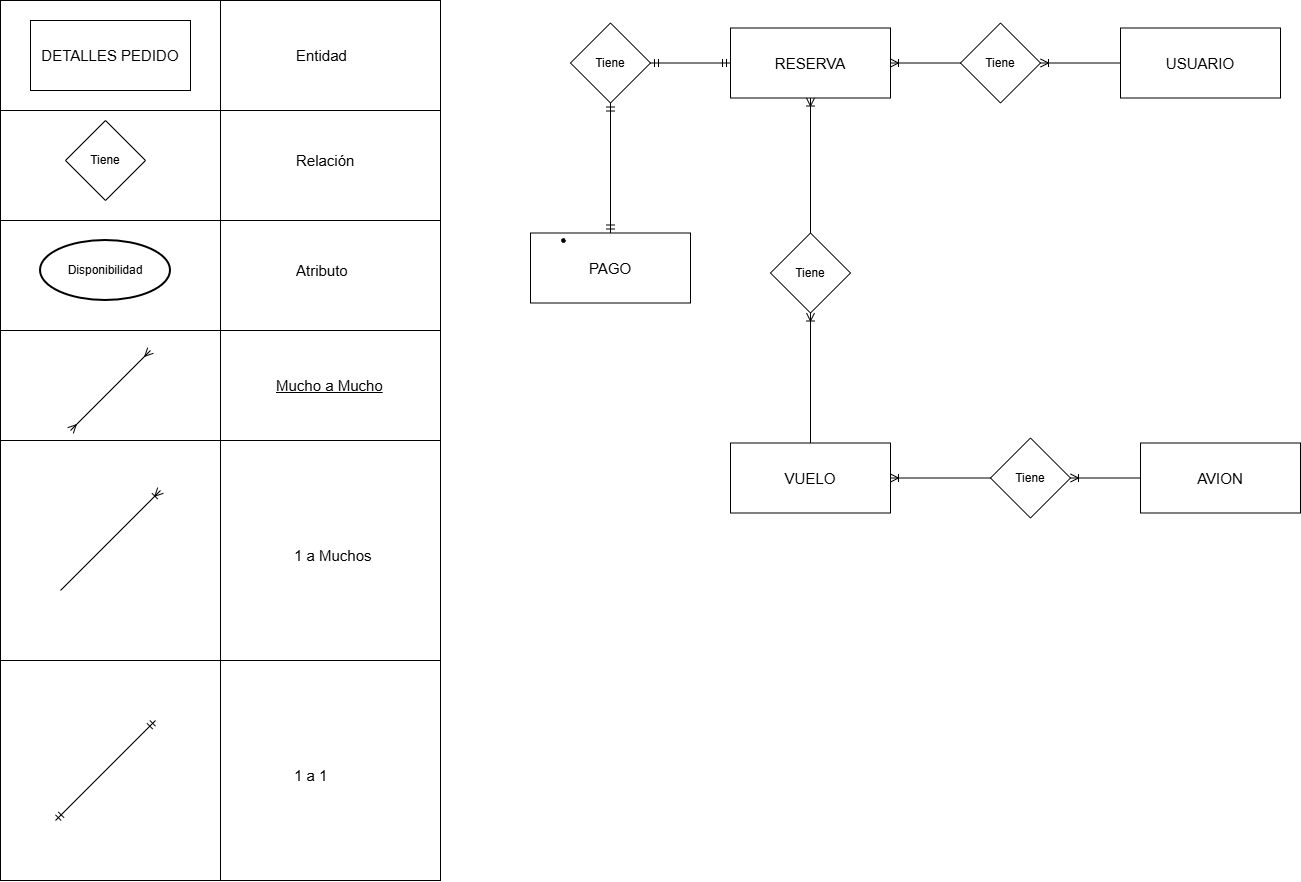 DETALLES PEDIDO
Entidad
Tiene
Relación
Disponibilidad
Atributo
Mucho a Mucho
1 a Muchos
1 a 1
Tiene
RESERVA
Tiene
USUARIO
PAGO
Tiene
VUELO
Tiene
AVION